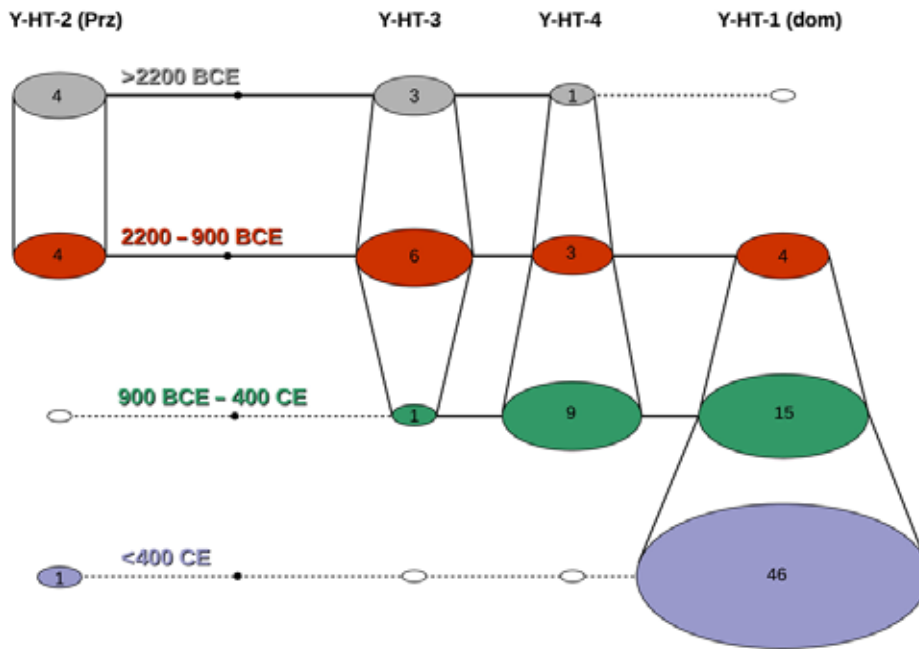 Y-HT-2 (Prz) Y-HT-3 Y-HT-4 Y-HT-1 (dom)
>2200 BCE
4 3 1
2200 – 900 BCE
4 6 3 4
900 BCE – 400 CE
1 9 15
<400 CE
1 46